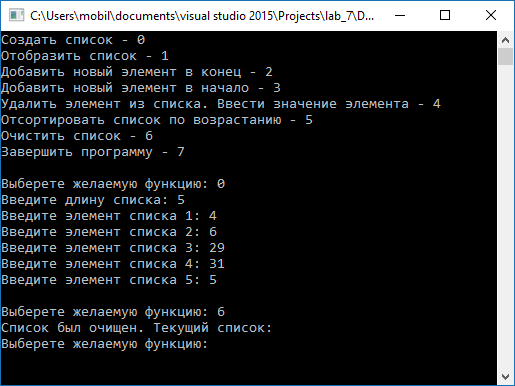 C:\Users\mobil\documents\visual studio 2015\Projects\lab_7\D...
Создать список - 0
Отобразить список - 1
Добавить новый элемент в конец - 2
Добавить новый элемент в начало - 3
Удалить элемент из списка. Ввести значение элемента - 4
Отсортировать список по возрастанию - 5
Очистить список - 6
Завершить программу - 7
Выберете желаемую функцию: 0
Введите длину списка: 5
Введите элемент списка 1: 4
Введите элемент списка 2: 6
Введите элемент списка 3: 29
Введите элемент списка 4: 31
Введите элемент списка 5: 5
Выберете желаемую функцию: 6
Список был очищен. Текущий список:
Выберете желаемую функцию: